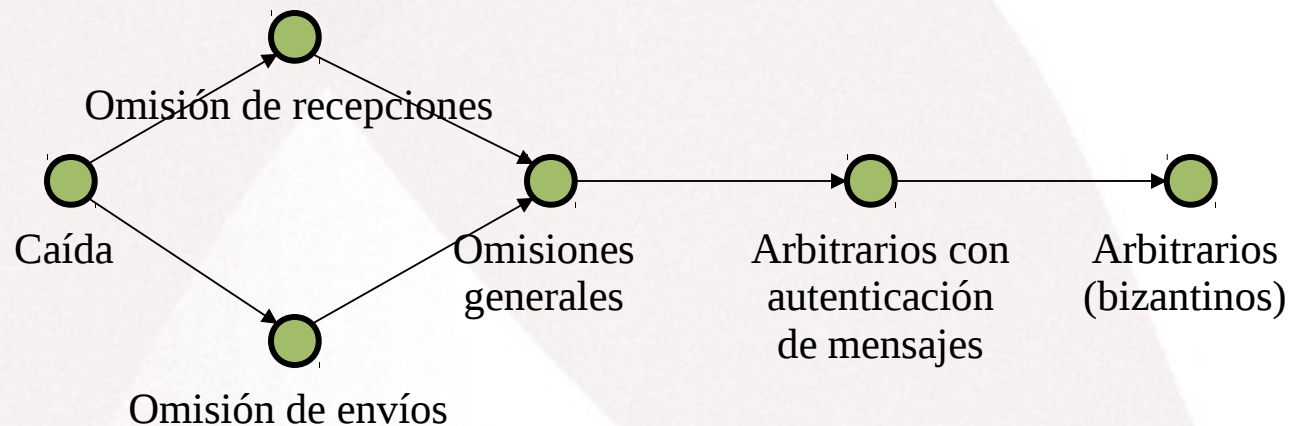 Omisión de recepciones
Caída
Omisiones
generales
Arbitrarios con
autenticación
de mensajes
Arbitrarios
(bizantinos)
Omisión de envíos